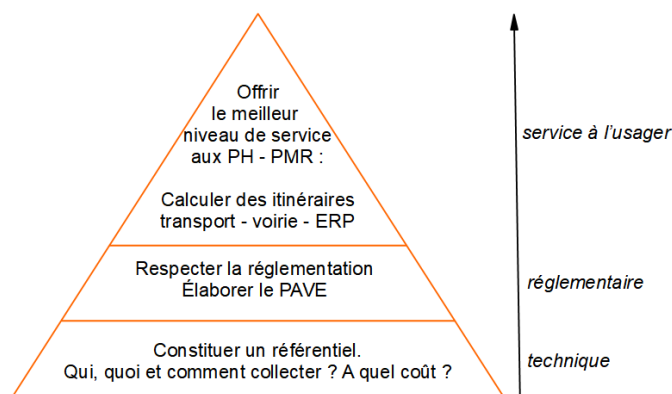 Offrir
le meilleur
niveau de service
aux PH - PMR :
Calculer des itinéraires
transport - voirie - ERP
service à l'usager
Respecter la réglementation
Élaborer le PAVE
réglementaire
Constituer un référentiel.
Qui, quoi et comment collecter ? A quel coût ?
technique